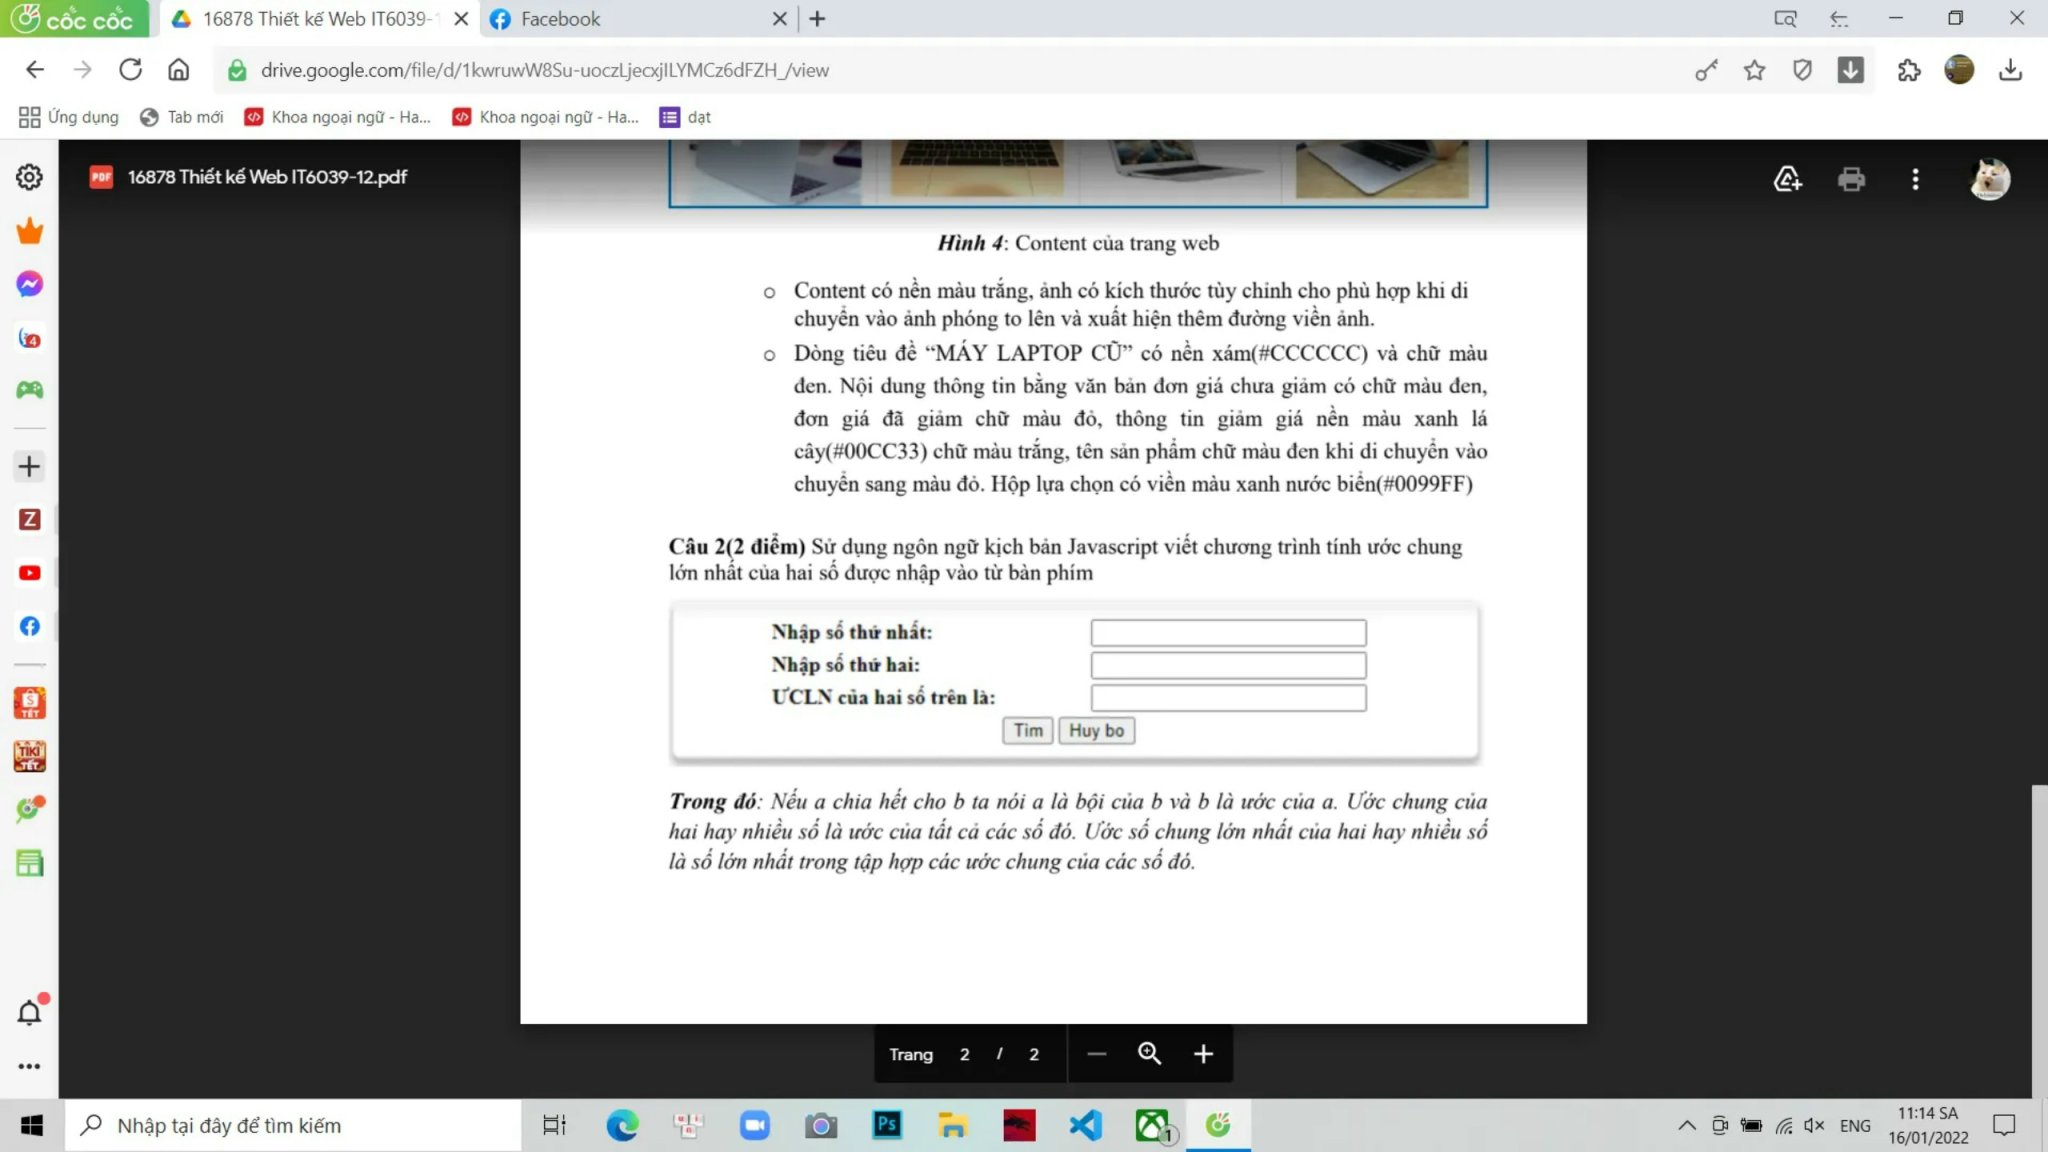 cốc cốc
16878 Thiết kế Web IT6039-1
Facebook
drive.google.com/file/d/1kwruwW8Su-uoczLjecxjILYMCz6dFZH_/view
Ứng dụng
Tab mới
Khoa ngoại ngữ - Ha...
Khoa ngoại ngữ - Ha...
dạt
PDF
16878 Thiết kế Web IT6039-12.pdf
Hình 4: Content của trang web
o Content có nền màu trắng, ảnh có kích thước tùy chỉnh cho phù hợp khi di
chuyển vào ảnh phóng to lên và xuất hiện thêm đường viền ảnh.
o Dòng tiêu đề “MÁY LAPTOP CŨ” có nền xám(#CCCCCC) và chữ màu
đen. Nội dung thông tin bằng văn bản đơn giá chưa giảm có chữ màu đen,
đơn giá đã giảm chữ màu đỏ, thông tin giảm giá nền màu xanh lá
cây(#00CC33) chữ màu trắng, tên sản phẩm chữ màu đen khi di chuyển vào
chuyển sang màu đỏ. Hộp lựa chọn có viền màu xanh nước biển(#0099FF)
Câu 2(2 điểm) Sử dụng ngôn ngữ kịch bản Javascript viết chương trình tính ước chung
lớn nhất của hai số được nhập vào từ bàn phím
Nhập số thứ nhất:
Nhập số thứ hai:
ƯCLN của hai số trên là:
Tim
Huy bo
Trong đó: Nếu a chia hết cho b ta nói a là bội của b và b là ước của a. Ước chung của
hai hay nhiều số là ước của tất cả các số đó. Ước số chung lớn nhất của hai hay nhiều số
là số lớn nhất trong tập hợp các ước chung của các số đó.
Trang 2 / 2
4
Z
S
TẾT
TIKI
TẾT
Nhập tại đây để tìm kiếm
Ps
1
ENG
11:14 SA
16/01/2022